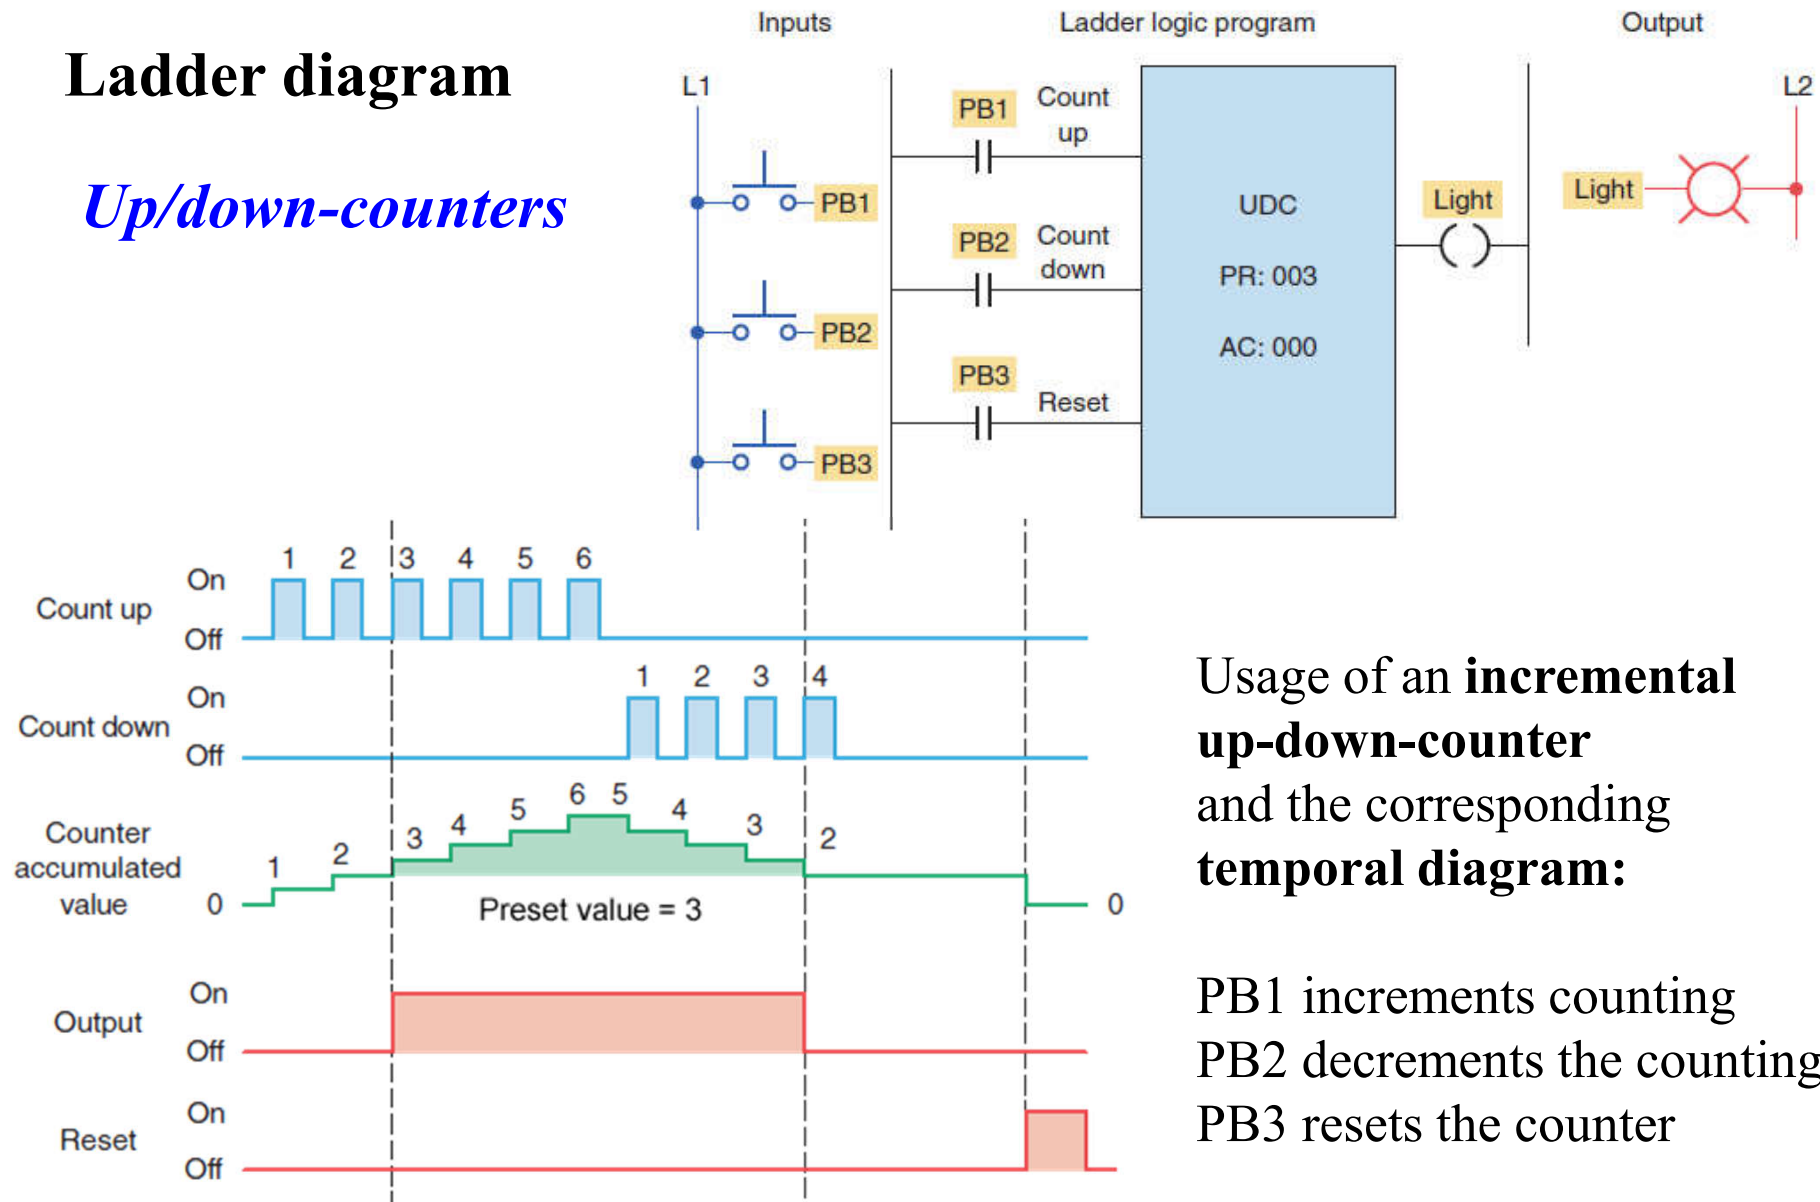 Ladder diagram
Up/down-counters
Inputs
Ladder logic program
Output
L1
PB1
PB2
PB3
PB1
Count
up
PB2
Count
down
PB3
Reset
UDC
PR: 003
AC: 000
Light
Light
L2
Count up
On
Off
1 2 3 4 5 6
Count down
On
Off
1 2 3 4
Counter
accumulated
value
0
1 2 3 4 5 6 5 4 3 2
0
Preset value = 3
Output
On
Off
Reset
On
Off
Usage of an incremental
up-down-counter
and the corresponding
temporal diagram:
PB1 increments counting
PB2 decrements the counting
PB3 resets the counter